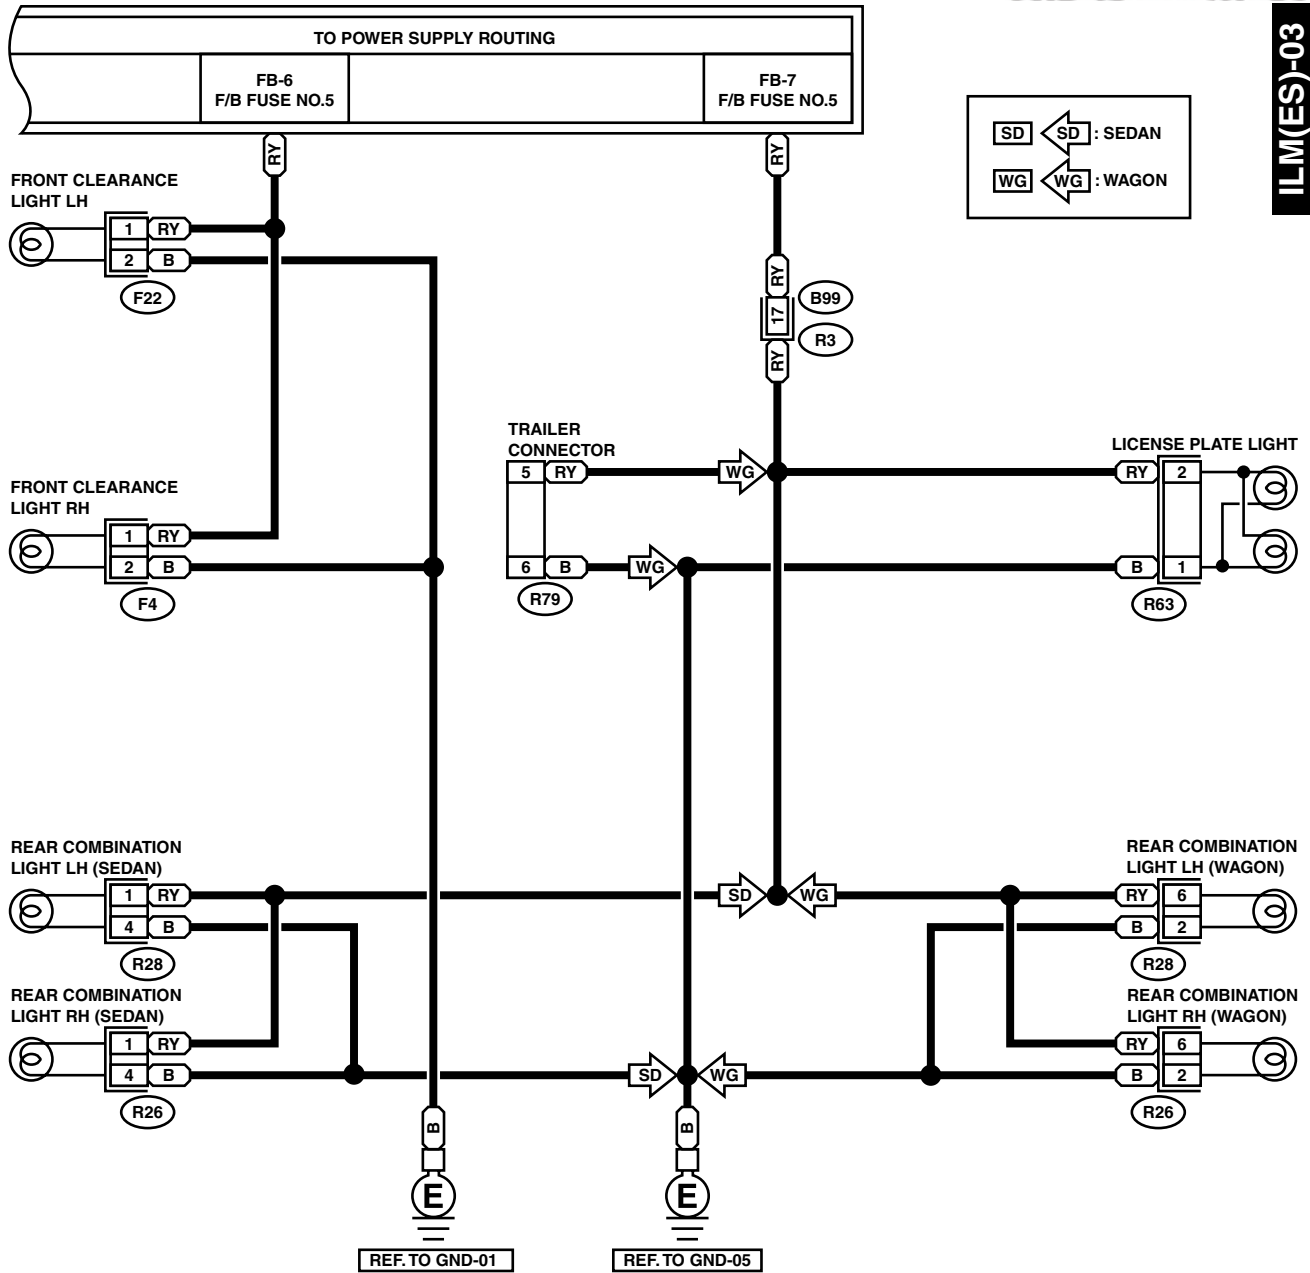 ILM(ES)-03
TO POWER SUPPLY ROUTING
FB-6
F/B FUSE NO.5
FB-7
F/B FUSE NO.5
SD SD : SEDAN
WG WG : WAGON
RY
RY
FRONT CLEARANCE
LIGHT LH
1 RY
2 B
F22
RY
17
B99
R3
RY
FRONT CLEARANCE
LIGHT RH
1 RY
2 B
F4
TRAILER
CONNECTOR
5 RY
WG
6 B
WG
R79
LICENSE PLATE LIGHT
RY 2
B 1
R63
REAR COMBINATION
LIGHT LH (SEDAN)
1 RY
4 B
R28
REAR COMBINATION
LIGHT RH (SEDAN)
1 RY
4 B
R26
SD WG
SD WG
REAR COMBINATION
LIGHT LH (WAGON)
RY 6
B 2
R28
REAR COMBINATION
LIGHT RH (WAGON)
RY 6
B 2
R26
B
E
REF. TO GND-01
B
E
REF. TO GND-05